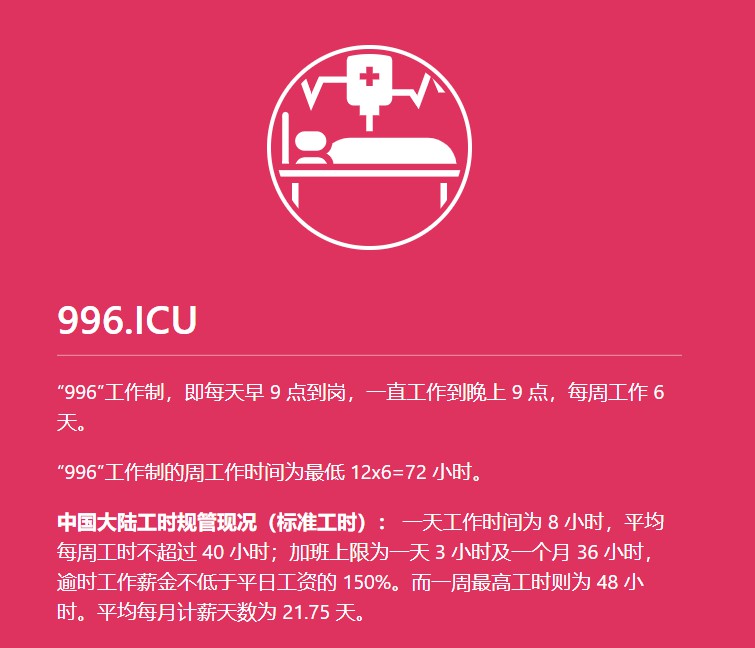 996.ICU
“996”工作制，即每天早 9 点到岗，一直工作到晚上 9 点，每周工作 6
天。
“996”工作制的周工作时间为最低 12x6=72 小时。
中国大陆工时规管现况（标准工时）： 一天工作时间为 8 小时，平均
每周工时不超过 40 小时；加班上限为一天 3 小时及一个月 36 小时，
逾时工作薪金不低于平日工资的 150%。而一周最高工时则为 48 小
时。平均每月计薪天数为 21.75 天。